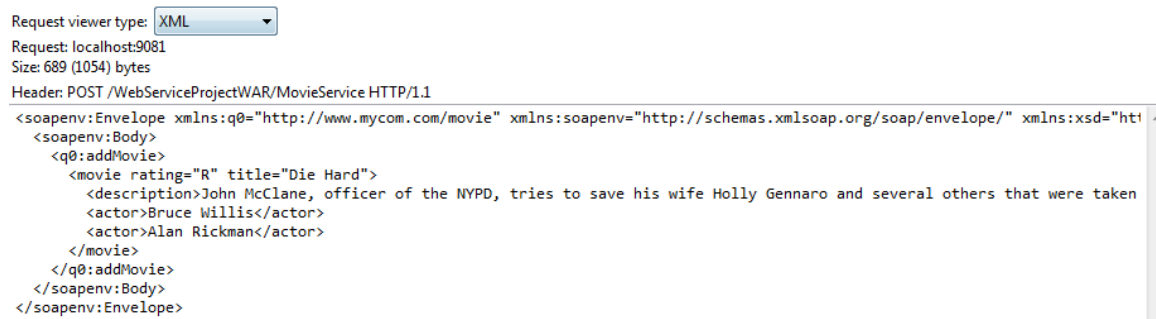 Request viewer type: XML
Request: localhost:9081
Size: 689 (1054) bytes
Header: POST /WebServiceProjectWAR/MovieService HTTP/1.1
<soapenv:Envelope xmlns:q0="http://www.mycom.com/movie" xmlns:soapenv="http://schemas.xmlsoap.org/soap/envelope/" xmlns:xsd="htt
<soapenv:Body>
<q0:addMovie>
<movie rating="R" title="Die Hard">
<description>John McClane, officer of the NYPD, tries to save his wife Holly Gennaro and several others that were taken
<actor>Bruce Willis</actor>
<actor>Alan Rickman</actor>
</movie>
</q0:addMovie>
</soapenv:Body>
</soapenv:Envelope>